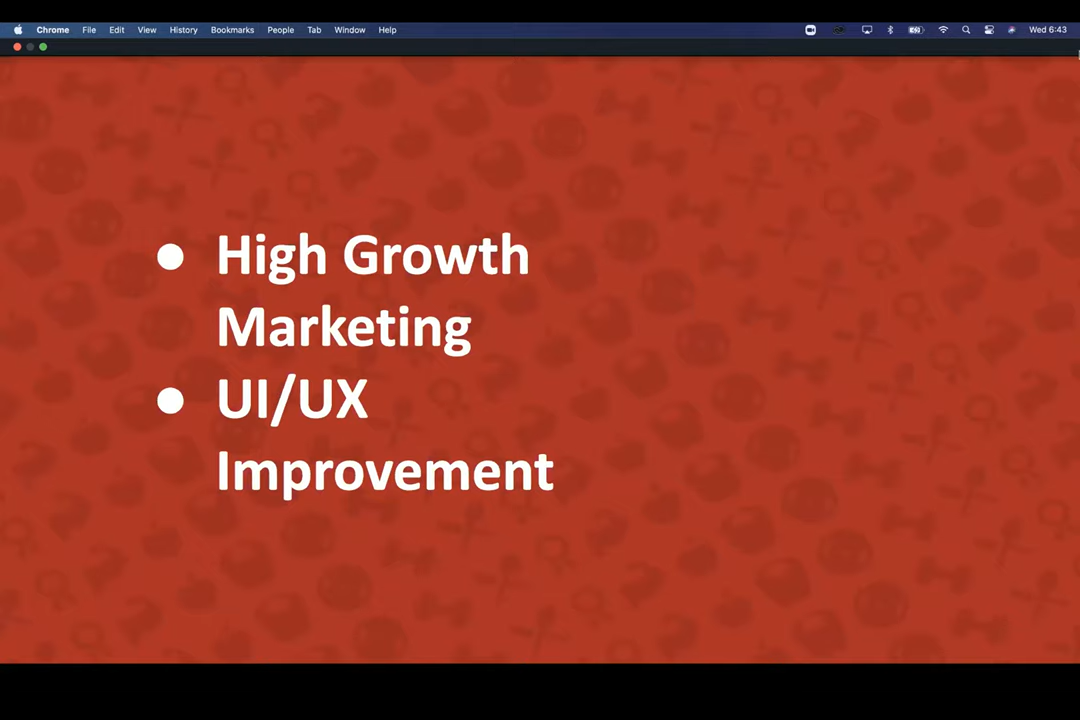 Chrome File Edit View History Bookmarks People Tab Window Help Wed 6:43
● High Growth
Marketing
● UI/UX
Improvement